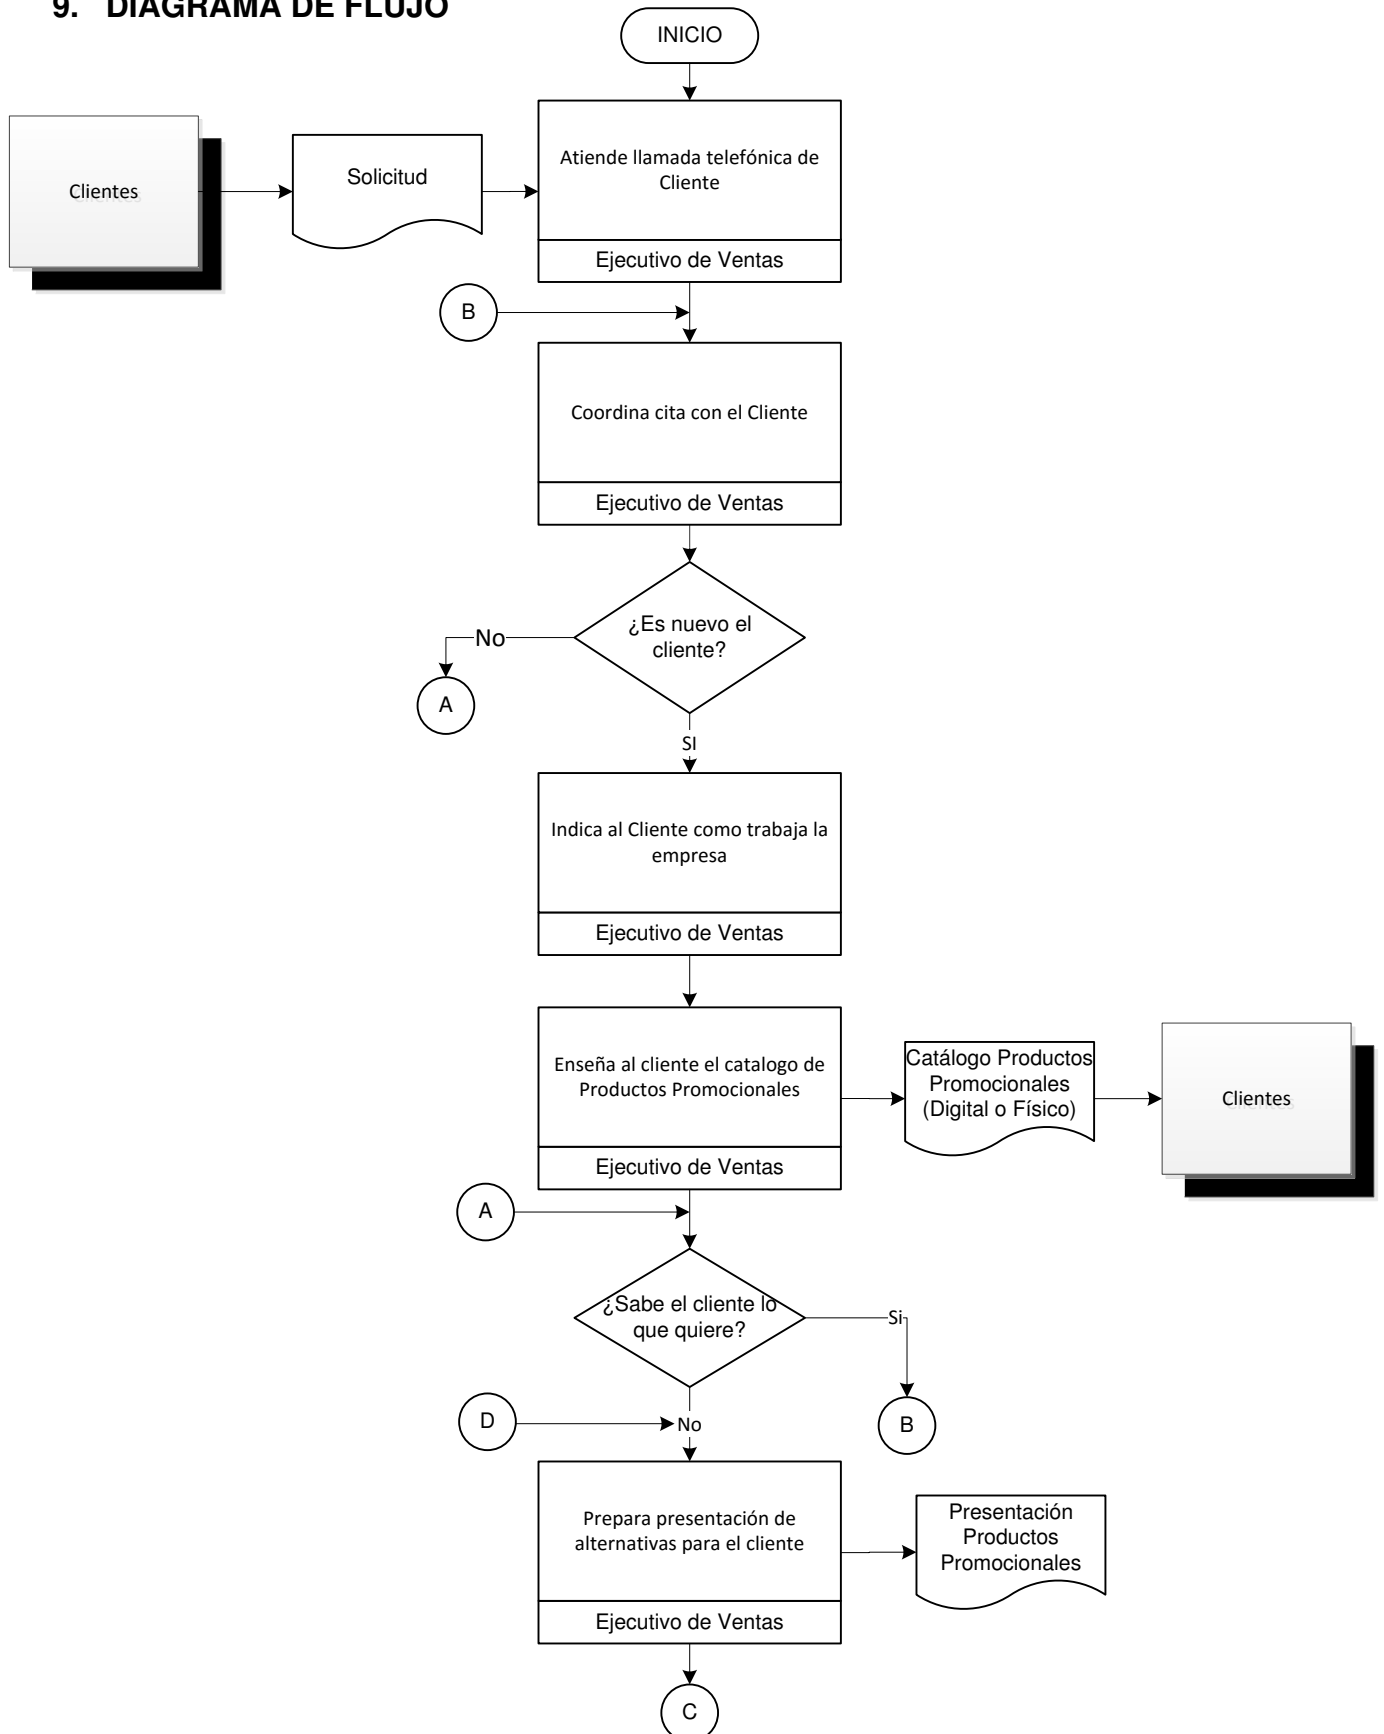 9. DIAGRAMA DE FLUJO
INICIO
Clientes
Solicitud
Atiende llamada telefónica de
Cliente
Ejecutivo de Ventas
B
Coordina cita con el Cliente
Ejecutivo de Ventas
¿Es nuevo el
cliente?
No
A
SI
Indica al Cliente como trabaja la
empresa
Ejecutivo de Ventas
Enseña al cliente el catalogo de
Productos Promocionales
Ejecutivo de Ventas
Catálogo Productos
Promocionales
(Digital o Físico)
Clientes
A
¿Sabe el cliente lo
que quiere?
Si
B
D
No
Prepara presentación de
alternativas para el cliente
Ejecutivo de Ventas
Presentación
Productos
Promocionales
C